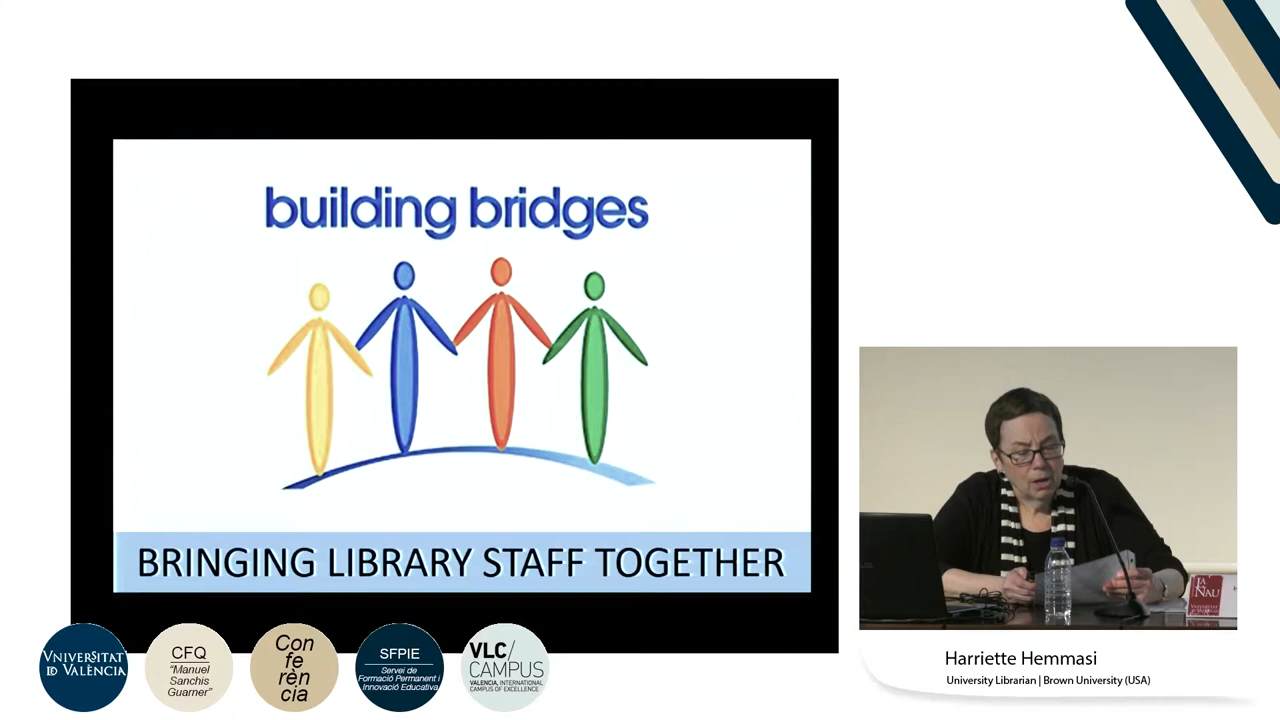 building bridges
BRINGING LIBRARY STAFF TOGETHER
VNIVERSITAT
DE VALÈNCIA
CFQ
"Manuel
Sanchis
Guarner"
Con
fe
rèn
cia
SFPIE
Servei de
Formació Permanent i
Innovació Educativa
VLC/
CAMPUS
VALENCIA, INTERNATIONAL
CAMPUS OF EXCELLENCE
LA
NAU
Harriette Hemmasi
University Librarian | Brown University (USA)